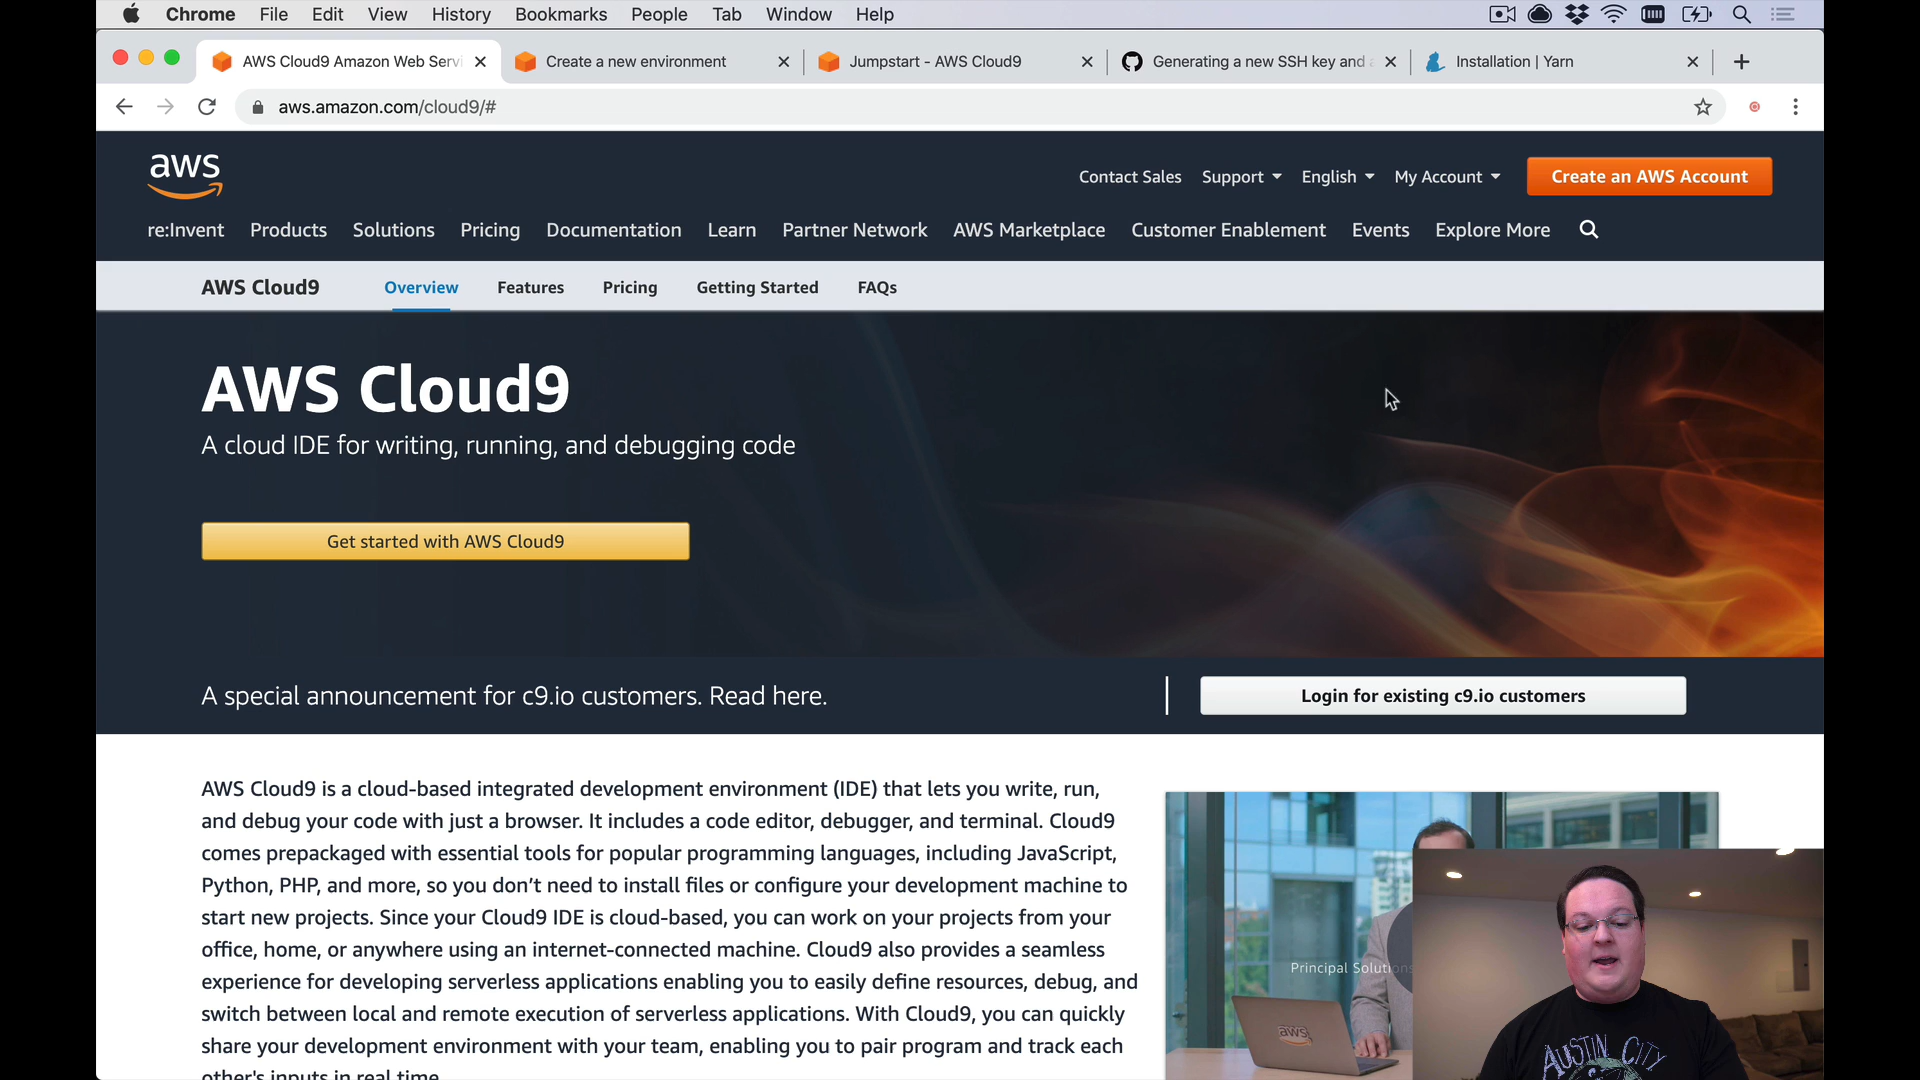 Chrome File Edit View History Bookmarks People Tab Window Help
AWS Cloud9 Amazon Web Servi Create a new environment Jumpstart - AWS Cloud9 Generating a new SSH key and Installation | Yarn
aws.amazon.com/cloud9/#
aws
Contact Sales Support English My Account Create an AWS Account
re:Invent Products Solutions Pricing Documentation Learn Partner Network AWS Marketplace Customer Enablement Events Explore More
AWS Cloud9 Overview Features Pricing Getting Started FAQs
AWS Cloud9
A cloud IDE for writing, running, and debugging code
Get started with AWS Cloud9
A special announcement for c9.io customers. Read here.
Login for existing c9.io customers
AWS Cloud9 is a cloud-based integrated development environment (IDE) that lets you write, run,
and debug your code with just a browser. It includes a code editor, debugger, and terminal. Cloud9
comes prepackaged with essential tools for popular programming languages, including JavaScript,
Python, PHP, and more, so you don’t need to install files or configure your development machine to
start new projects. Since your Cloud9 IDE is cloud-based, you can work on your projects from your
office, home, or anywhere using an internet-connected machine. Cloud9 also provides a seamless
experience for developing serverless applications enabling you to easily define resources, debug, and
switch between local and remote execution of serverless applications. With Cloud9, you can quickly
share your development environment with your team, enabling you to pair program and track each
other's inputs in real time.
Principal Solutions
aws
AUSTIN CITY